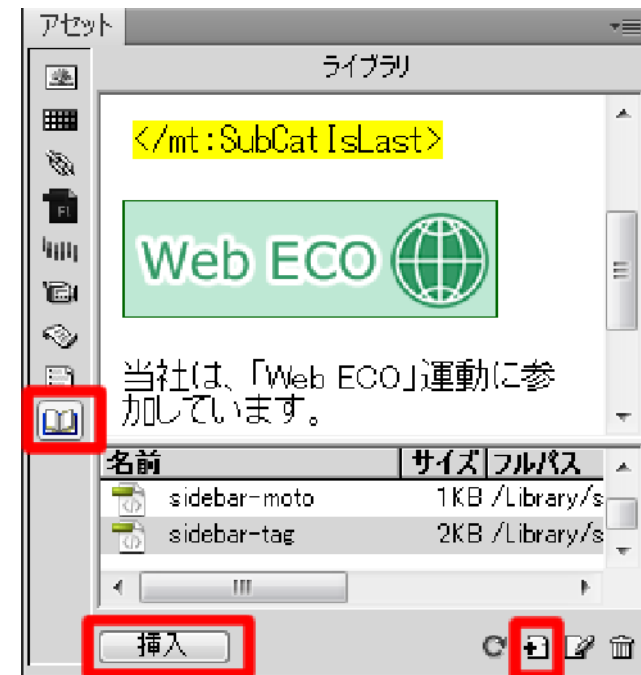 アセット
ライブラリ
</mt:SubCatIsLast>
Web ECO
当社は、「Web ECO」運動に参
加しています。
名前 サイズ フルパス
sidebar-moto 1KB /Library/s
sidebar-tag 2KB /Library/s
挿入